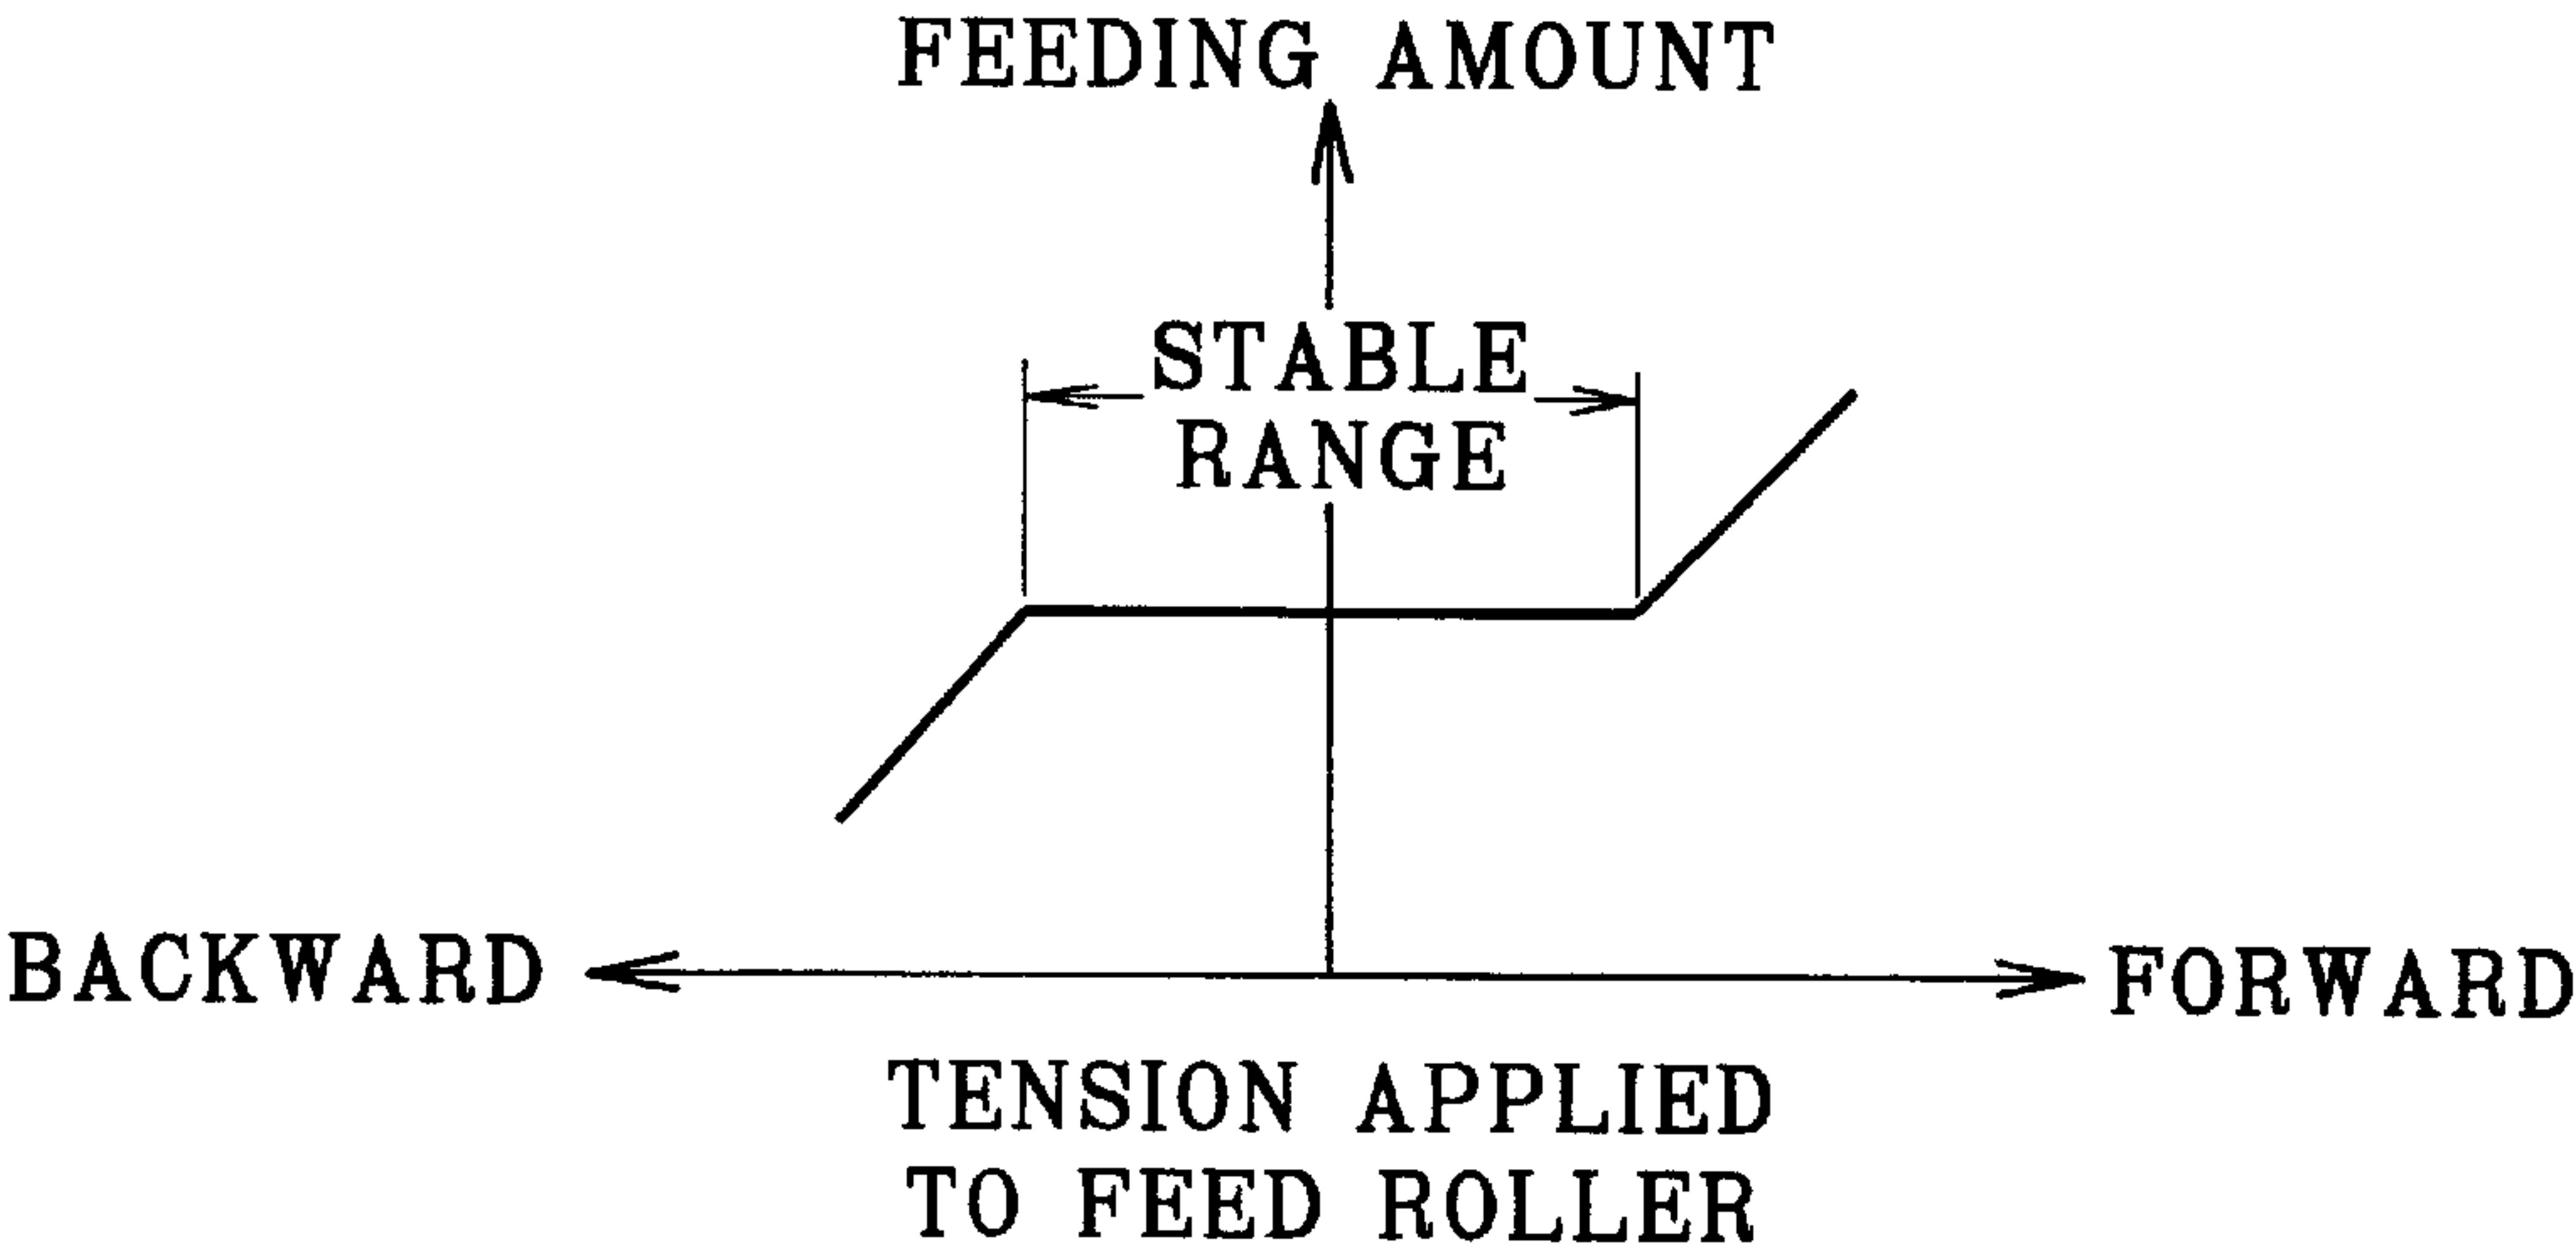 FEEDING AMOUNT
STABLE
RANGE
BACKWARD
FORWARD
TENSION APPLIED
TO FEED ROLLER